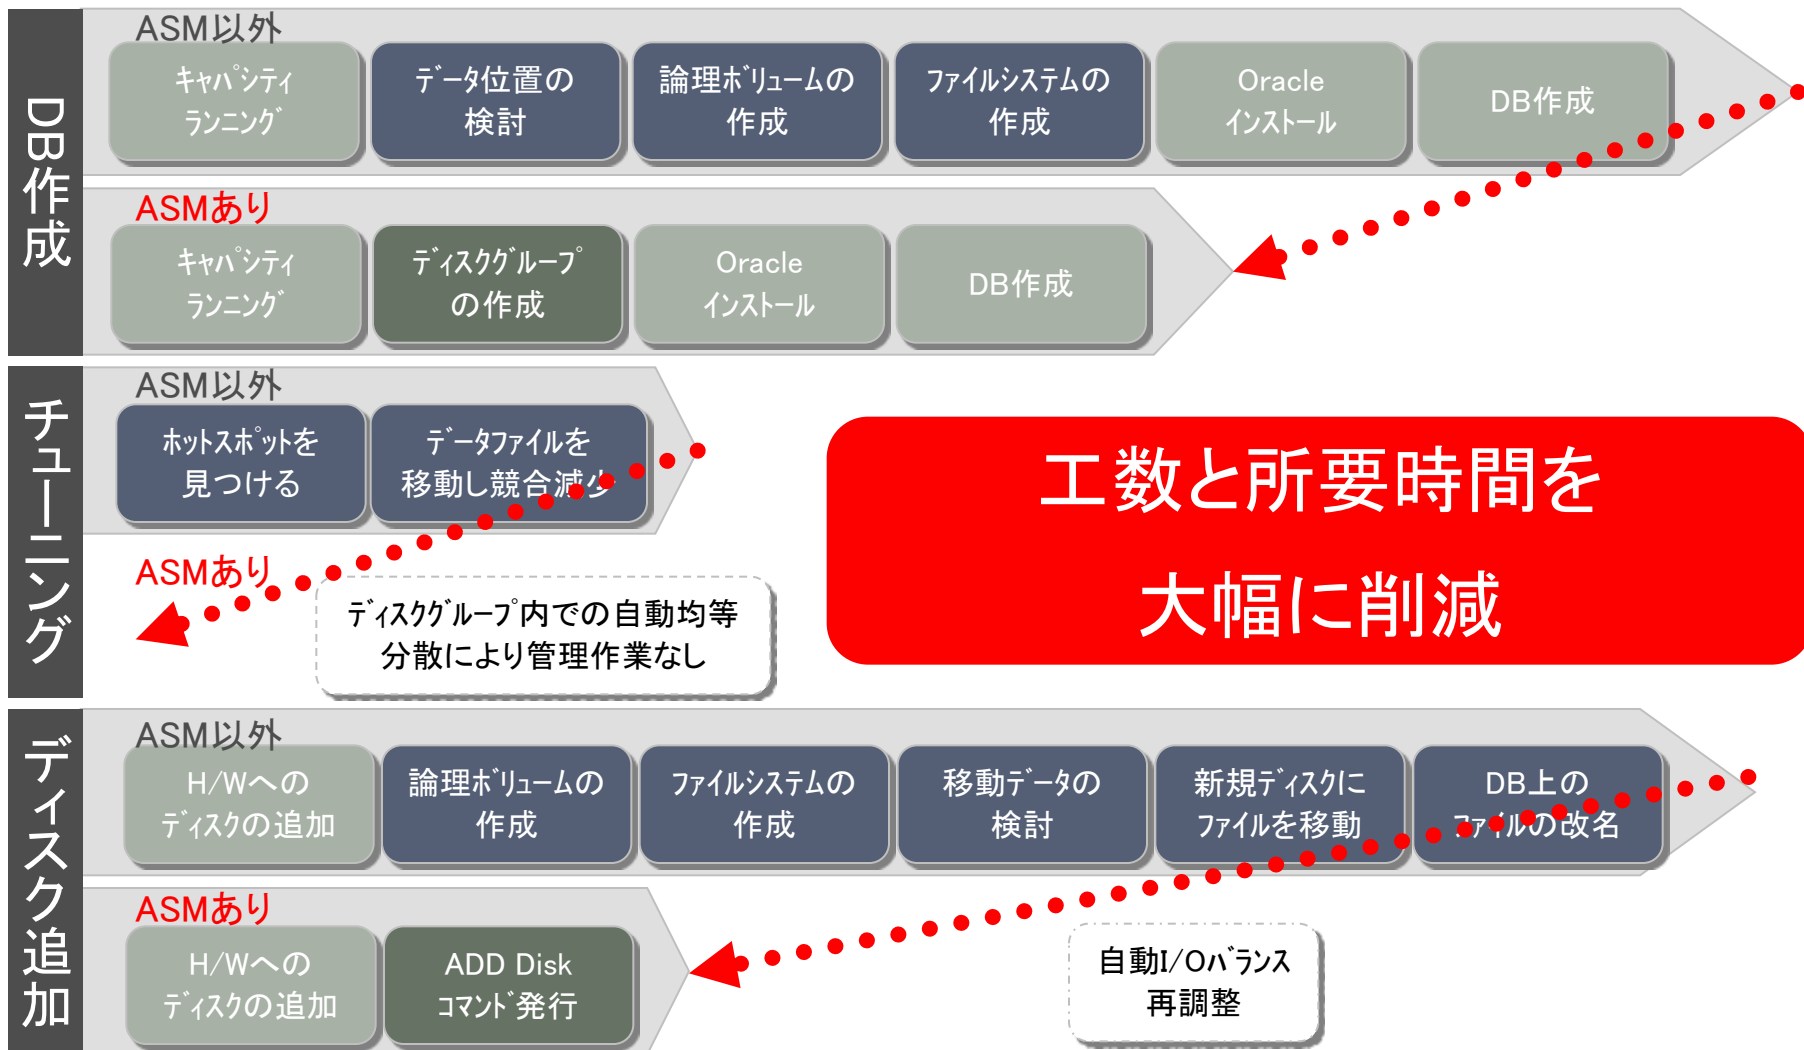 DB作成
ASM以外
ｷｬﾊﾟｼﾃｨ
ﾗﾝﾆﾝｸﾞ
ﾃﾞｰﾀ位置の
検討
論理ﾎﾞﾘｭｰﾑの
作成
ﾌｧｲﾙｼｽﾃﾑの
作成
Oracle
ｲﾝｽﾄｰﾙ
DB作成
ASMあり
ｷｬﾊﾟｼﾃｨ
ﾗﾝﾆﾝｸﾞ
ﾃﾞｨｽｸｸﾞﾙｰﾌﾟ
の作成
Oracle
ｲﾝｽﾄｰﾙ
DB作成
チューニング
ASM以外
ﾎｯﾄｽﾎﾟｯﾄを
見つける
ﾃﾞｰﾀﾌｧｲﾙを
移動し競合減少
ASMあり
ﾃﾞｨｽｸｸﾞﾙｰﾌﾟ内での自動均等
分散により管理作業なし
工数と所要時間を
大幅に削減
ディスク追加
ASM以外
H/Wへの
ﾃﾞｨｽｸの追加
論理ﾎﾞﾘｭｰﾑの
作成
ﾌｧｲﾙｼｽﾃﾑの
作成
移動ﾃﾞｰﾀの
検討
新規ﾃﾞｨｽｸに
ﾌｧｲﾙを移動
DB上の
ﾌｧｲﾙの改名
ASMあり
H/Wへの
ﾃﾞｨｽｸの追加
ADD Disk
ｺﾏﾝﾄﾞ発行
自動I/Oﾊﾞﾗﾝｽ
再調整